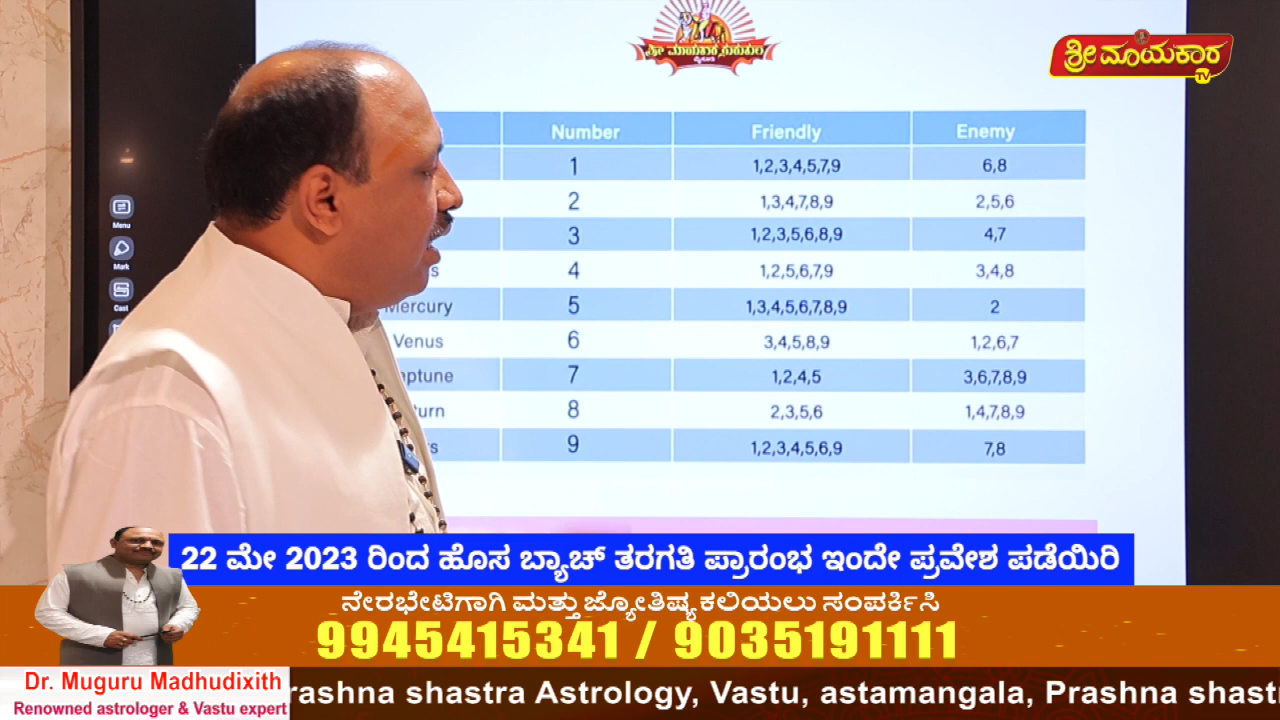 ಶ್ರೀ ಮಾಯಕಾರ ಗುರುಕುಲ
ಮೈಸೂರು
ಶ್ರೀ ಮಾಯಕಾರ
TV
Number Friendly Enemy
1 1,2,3,4,5,7,9 6,8
2 1,3,4,7,8,9 2,5,6
3 1,2,3,5,6,8,9 4,7
s 4 1,2,5,6,7,9 3,4,8
Mercury 5 1,3,4,5,6,7,8,9 2
Venus 6 3,4,5,8,9 1,2,6,7
ptune 7 1,2,4,5 3,6,7,8,9
turn 8 2,3,5,6 1,4,7,8,9
s 9 1,2,3,4,5,6,9 7,8
Menu
Mark
Cast
22 ಮೇ 2023 ರಿಂದ ಹೊಸ ಬ್ಯಾಚ್ ತರಗತಿ ಪ್ರಾರಂಭ ಇಂದೇ ಪ್ರವೇಶ ಪಡೆಯಿರಿ
ನೇರಭೇಟಿಗಾಗಿ ಮತ್ತು ಜ್ಯೋತಿಷ್ಯ ಕಲಿಯಲು ಸಂಪರ್ಕಿಸಿ
9945415341 / 9035191111
Dr. Muguru Madhudixith
Renowned astrologer & Vastu expert
rashna shastra Astrology, Vastu, astamangala, Prashna shast